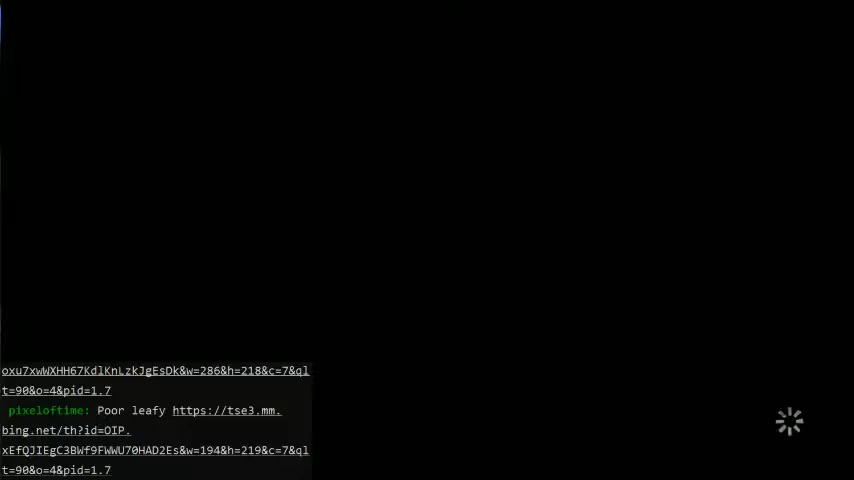 oxu7xwWXHH67KdlKnLzkJgEsDk&w=286&h=218&c=7&ql
t=90&o=4&pid=1.7
pixeloftime: Poor leafy https://tse3.mm.
bing.net/th?id=OIP.
xEfQJIEgC3BWf9FWWU70HAD2Es&w=194&h=219&c=7&ql
t=90&o=4&pid=1.7